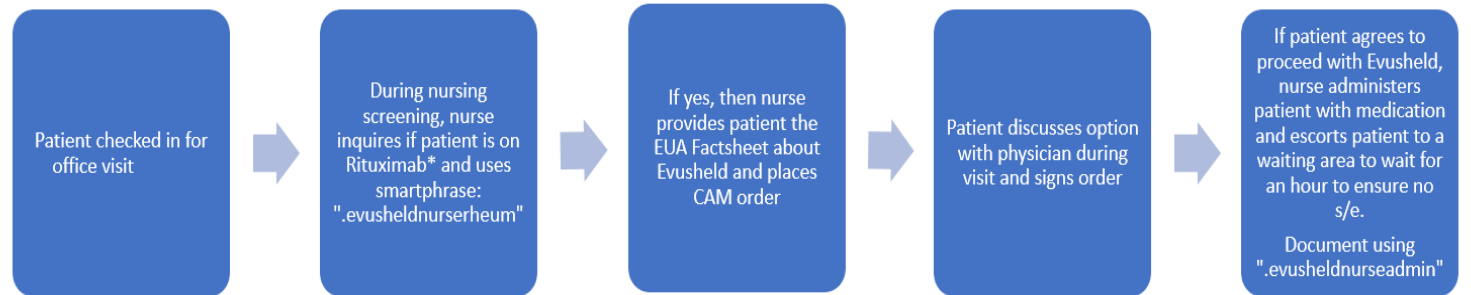 Patient checked in for
office visit
During nursing
screening, nurse
inquires if patient is on
Rituximab* and uses
smartphrase:
".evusheldnurserheum"
If yes, then nurse
provides patient the
EUA Factsheet about
Evusheld and places
CAM order
Patient discusses option
with physician during
visit and signs order
If patient agrees to
proceed with Evusheld,
nurse administers
patient with medication
and escorts patient to a
waiting area to wait for
an hour to ensure no
s/e.
Document using
".evusheldnurseadmin"